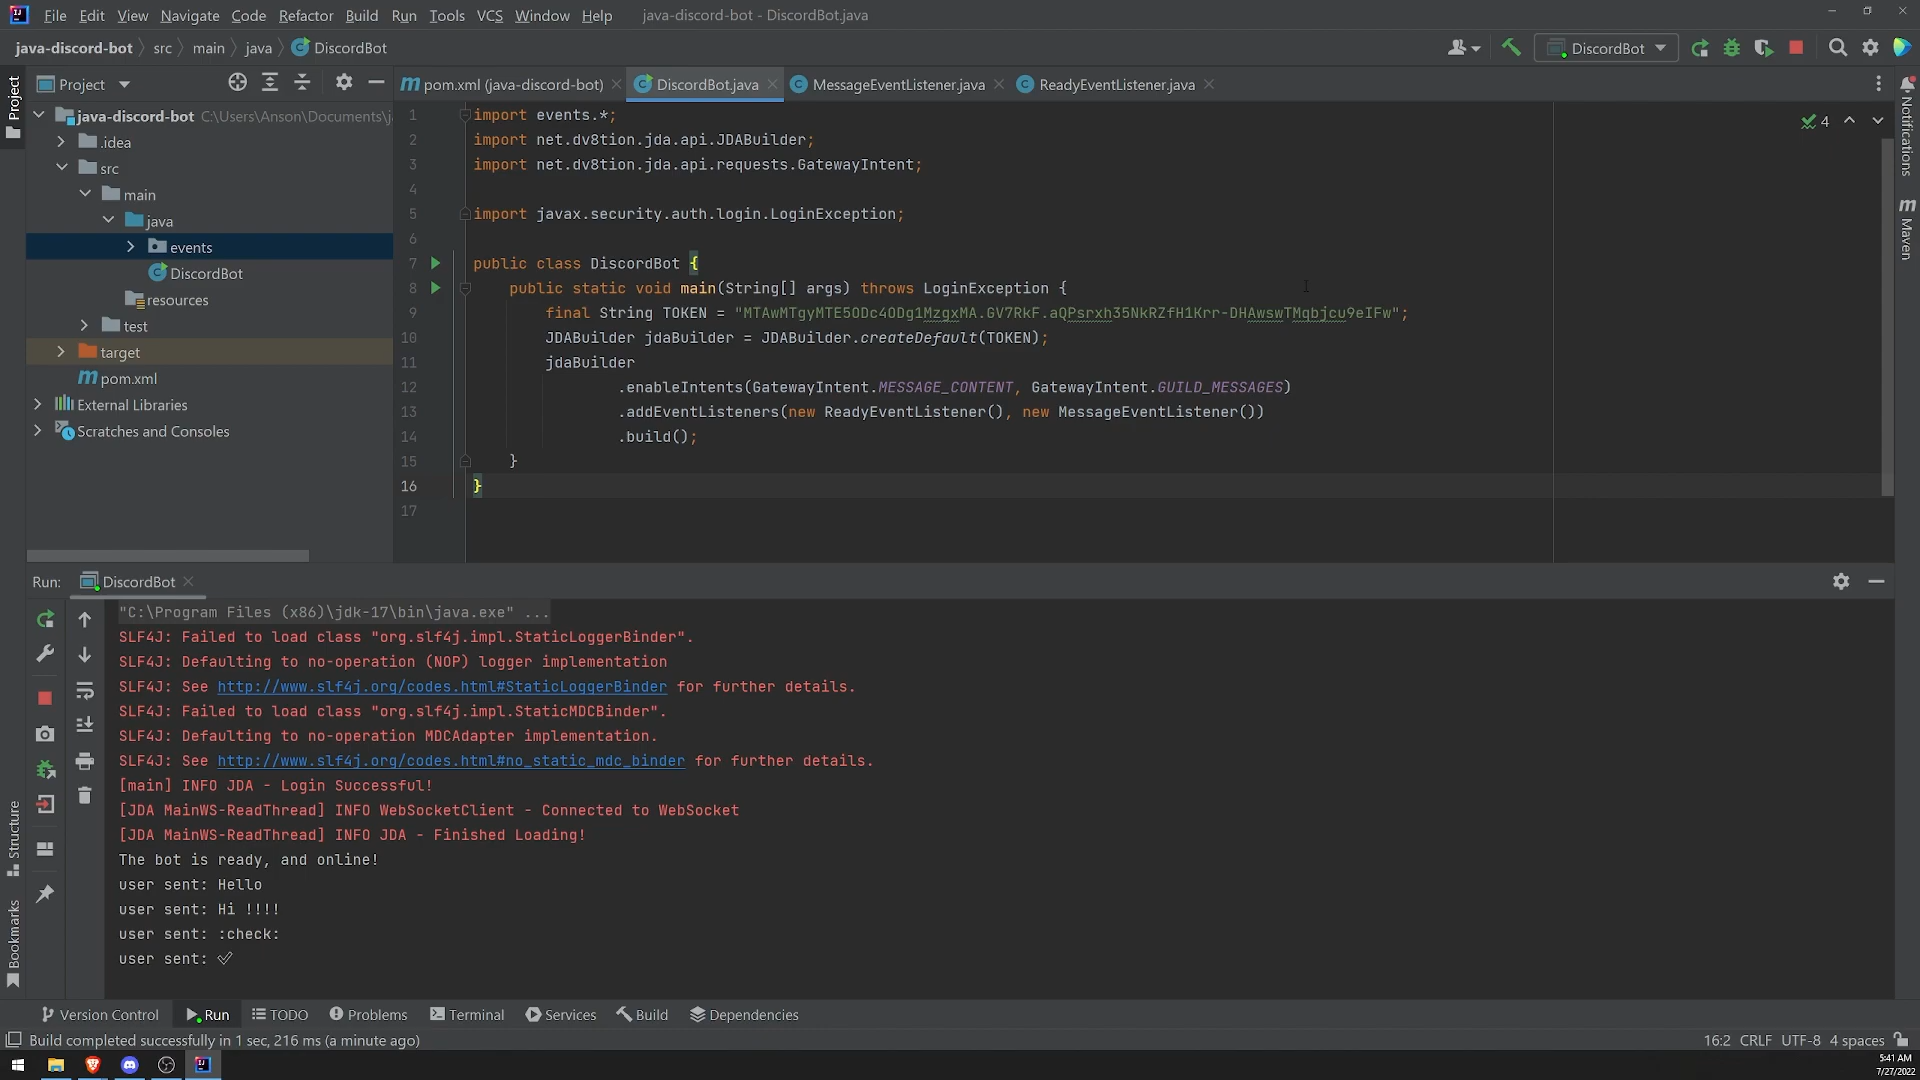 File Edit View Navigate Code Refactor Build Run Tools VCS Window Help java-discord-bot - DiscordBot.java
java-discord-bot src main java DiscordBot DiscordBot
Project
Project
pom.xml (java-discord-bot) DiscordBot.java MessageEventListener.java ReadyEventListener.java
Notifications
Maven
java-discord-bot C:\Users\Anson\Documents\j
.idea
src
main
java
events
DiscordBot
resources
test
target
pom.xml
External Libraries
Scratches and Consoles
4
1 import events.*;
2 import net.dv8tion.jda.api.JDABuilder;
3 import net.dv8tion.jda.api.requests.GatewayIntent;
4
5 import javax.security.auth.login.LoginException;
6
7 public class DiscordBot {
8 public static void main(String[] args) throws LoginException {
9 final String TOKEN = "MTAwMTgyMTE5ODc4ODg1MzgxMA.GV7RkF.aQPsrxh35NkRZfH1Krr-DHAwswTMqbjcu9eIFw";
10 JDABuilder jdaBuilder = JDABuilder.createDefault(TOKEN);
11 jdaBuilder
12 .enableIntents(GatewayIntent.MESSAGE_CONTENT, GatewayIntent.GUILD_MESSAGES)
13 .addEventListeners(new ReadyEventListener(), new MessageEventListener())
14 .build();
15 }
16 }
17
Run: DiscordBot
"C:\Program Files (x86)\jdk-17\bin\java.exe" ...
SLF4J: Failed to load class "org.slf4j.impl.StaticLoggerBinder".
SLF4J: Defaulting to no-operation (NOP) logger implementation
SLF4J: See http://www.slf4j.org/codes.html#StaticLoggerBinder for further details.
SLF4J: Failed to load class "org.slf4j.impl.StaticMDCBinder".
SLF4J: Defaulting to no-operation MDCAdapter implementation.
SLF4J: See http://www.slf4j.org/codes.html#no_static_mdc_binder for further details.
[main] INFO JDA - Login Successful!
[JDA MainWS-ReadThread] INFO WebSocketClient - Connected to WebSocket
[JDA MainWS-ReadThread] INFO JDA - Finished Loading!
The bot is ready, and online!
user sent: Hello
user sent: Hi !!!!
user sent: :check:
user sent: ✓
Structure
Bookmarks
Version Control Run TODO Problems Terminal Services Build Dependencies
Build completed successfully in 1 sec, 216 ms (a minute ago) 16:2 CRLF UTF-8 4 spaces
5:41 AM
7/27/2022